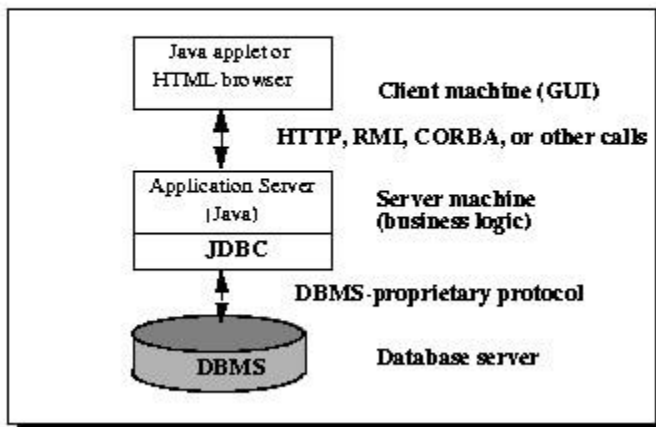 Java applet or
HTML browser
Client machine (GUI)
HTTP, RMI, CORBA, or other calls
Application Server
(Java)
JDBC
Server machine
(business logic)
DBMS-proprietary protocol
DBMS
Database server